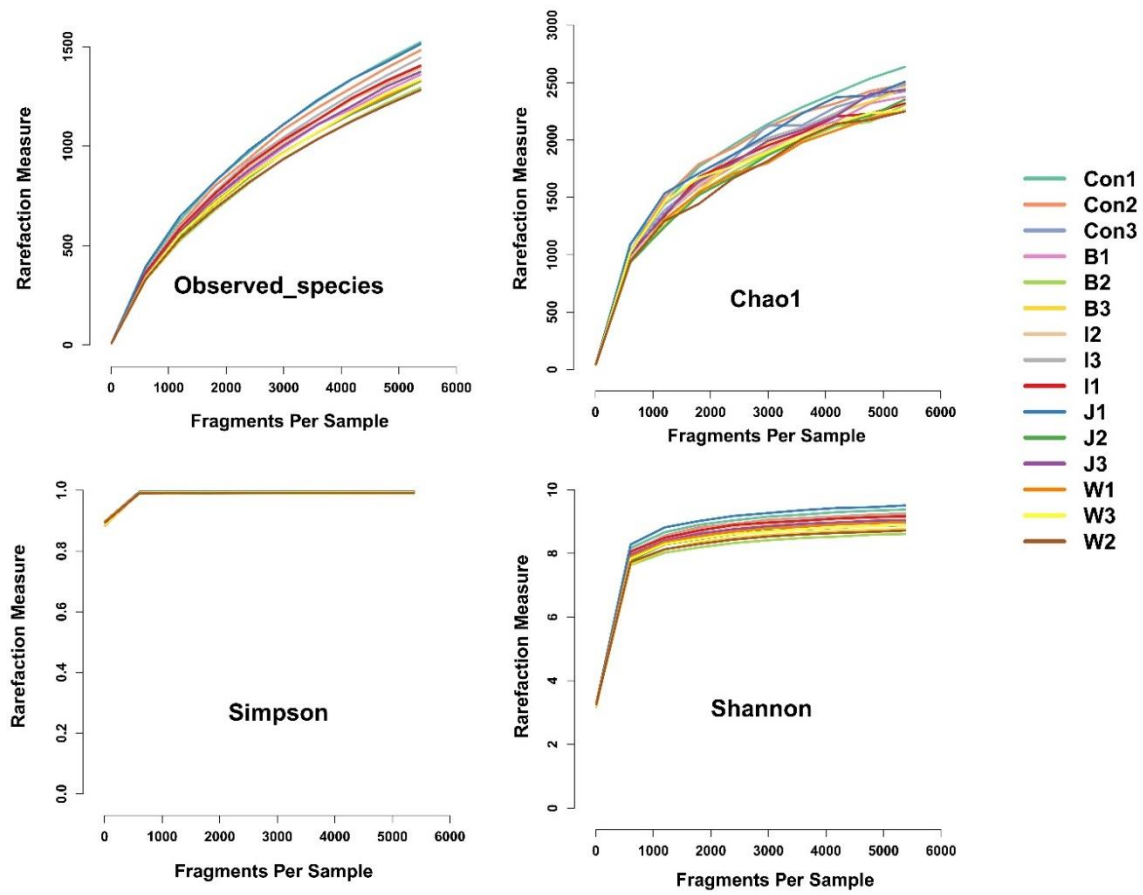 1500
1000
500
0
Rarefaction Measure
Observed_species
0 1000 2000 3000 4000 5000 6000
Fragments Per Sample
3000
2500
2000
1500
1000
500
0
Rarefaction Measure
Chao1
0 1000 2000 3000 4000 5000 6000
Fragments Per Sample
1.0
0.8
0.6
0.4
0.2
0.0
Rarefaction Measure
Simpson
0 1000 2000 3000 4000 5000 6000
Fragments Per Sample
10
8
6
4
2
0
Rarefaction Measure
Shannon
0 1000 2000 3000 4000 5000 6000
Fragments Per Sample
Con1
Con2
Con3
B1
B2
B3
I2
I3
I1
J1
J2
J3
W1
W3
W2